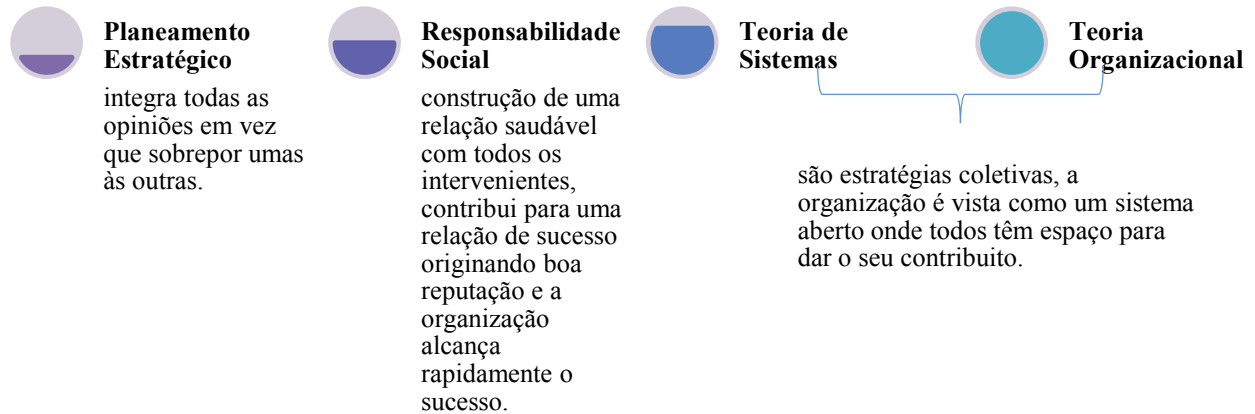 Planeamento
Estratégico
integra todas as
opiniões em vez
que sobrepor umas
às outras.
Responsabilidade
Social
construção de uma
relação saudável
com todos os
intervenientes,
contribui para uma
relação de sucesso
originando boa
reputação e a
organização
alcança
rapidamente o
sucesso.
Teoria de
Sistemas
Teoria
Organizacional
são estratégias coletivas, a
organização é vista como um sistema
aberto onde todos têm espaço para
dar o seu contribuito.